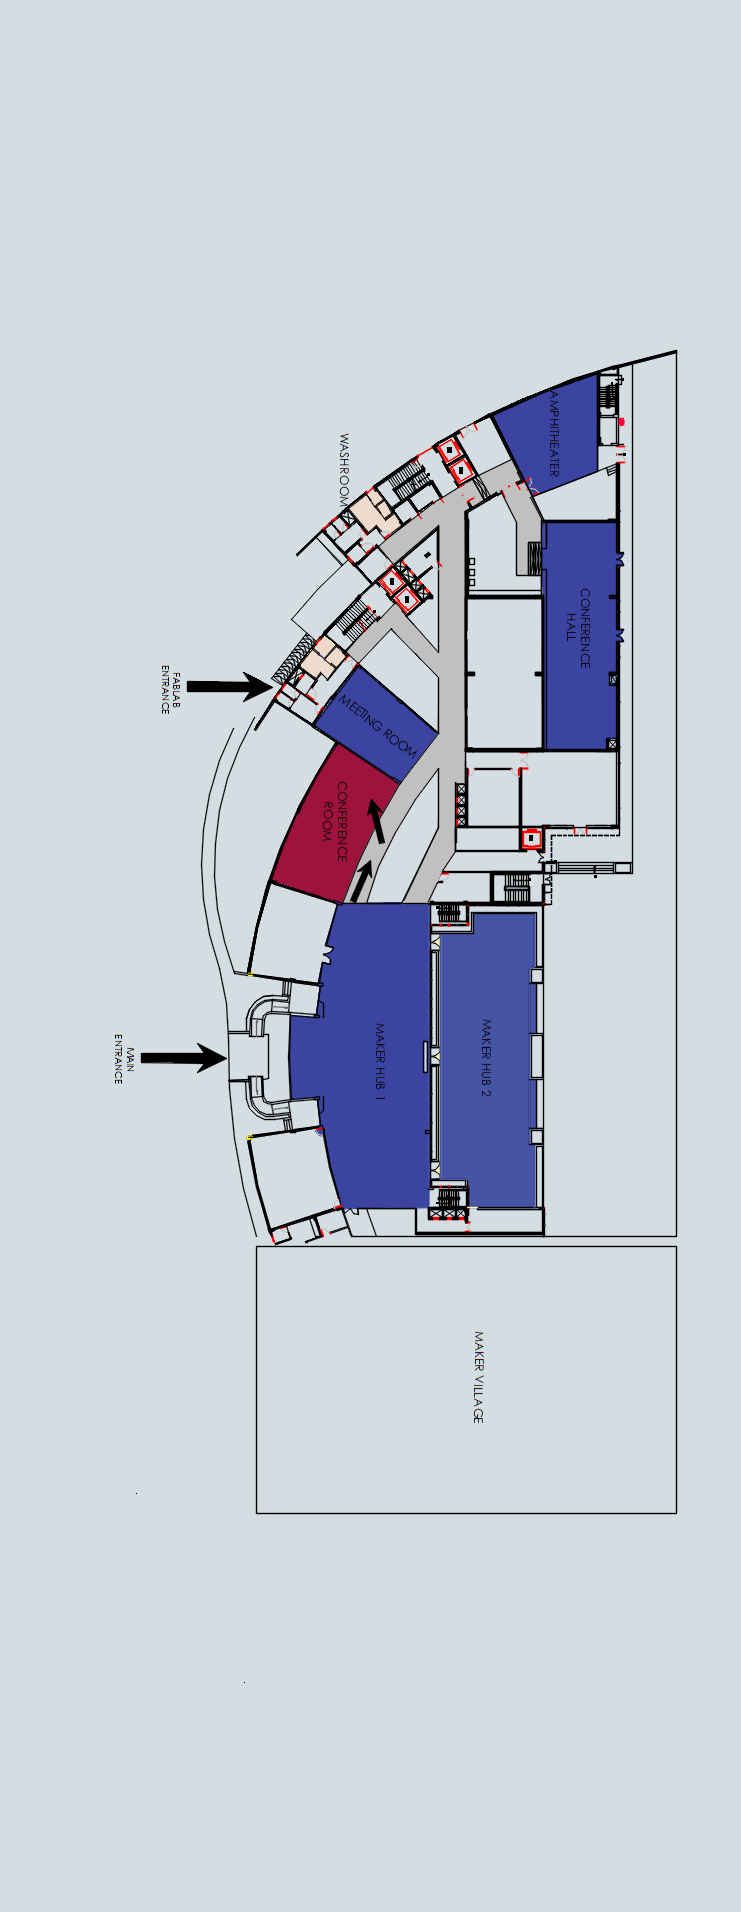 AMPHITHEATER
WASHROOM
CONFERENCE
HALL
FABLAB
ENTRANCE
MEETING ROOM
CONFERENCE
ROOM
MAIN
ENTRANCE
MAKER HUB 1
MAKER HUB 2
MAKER VILLAGE